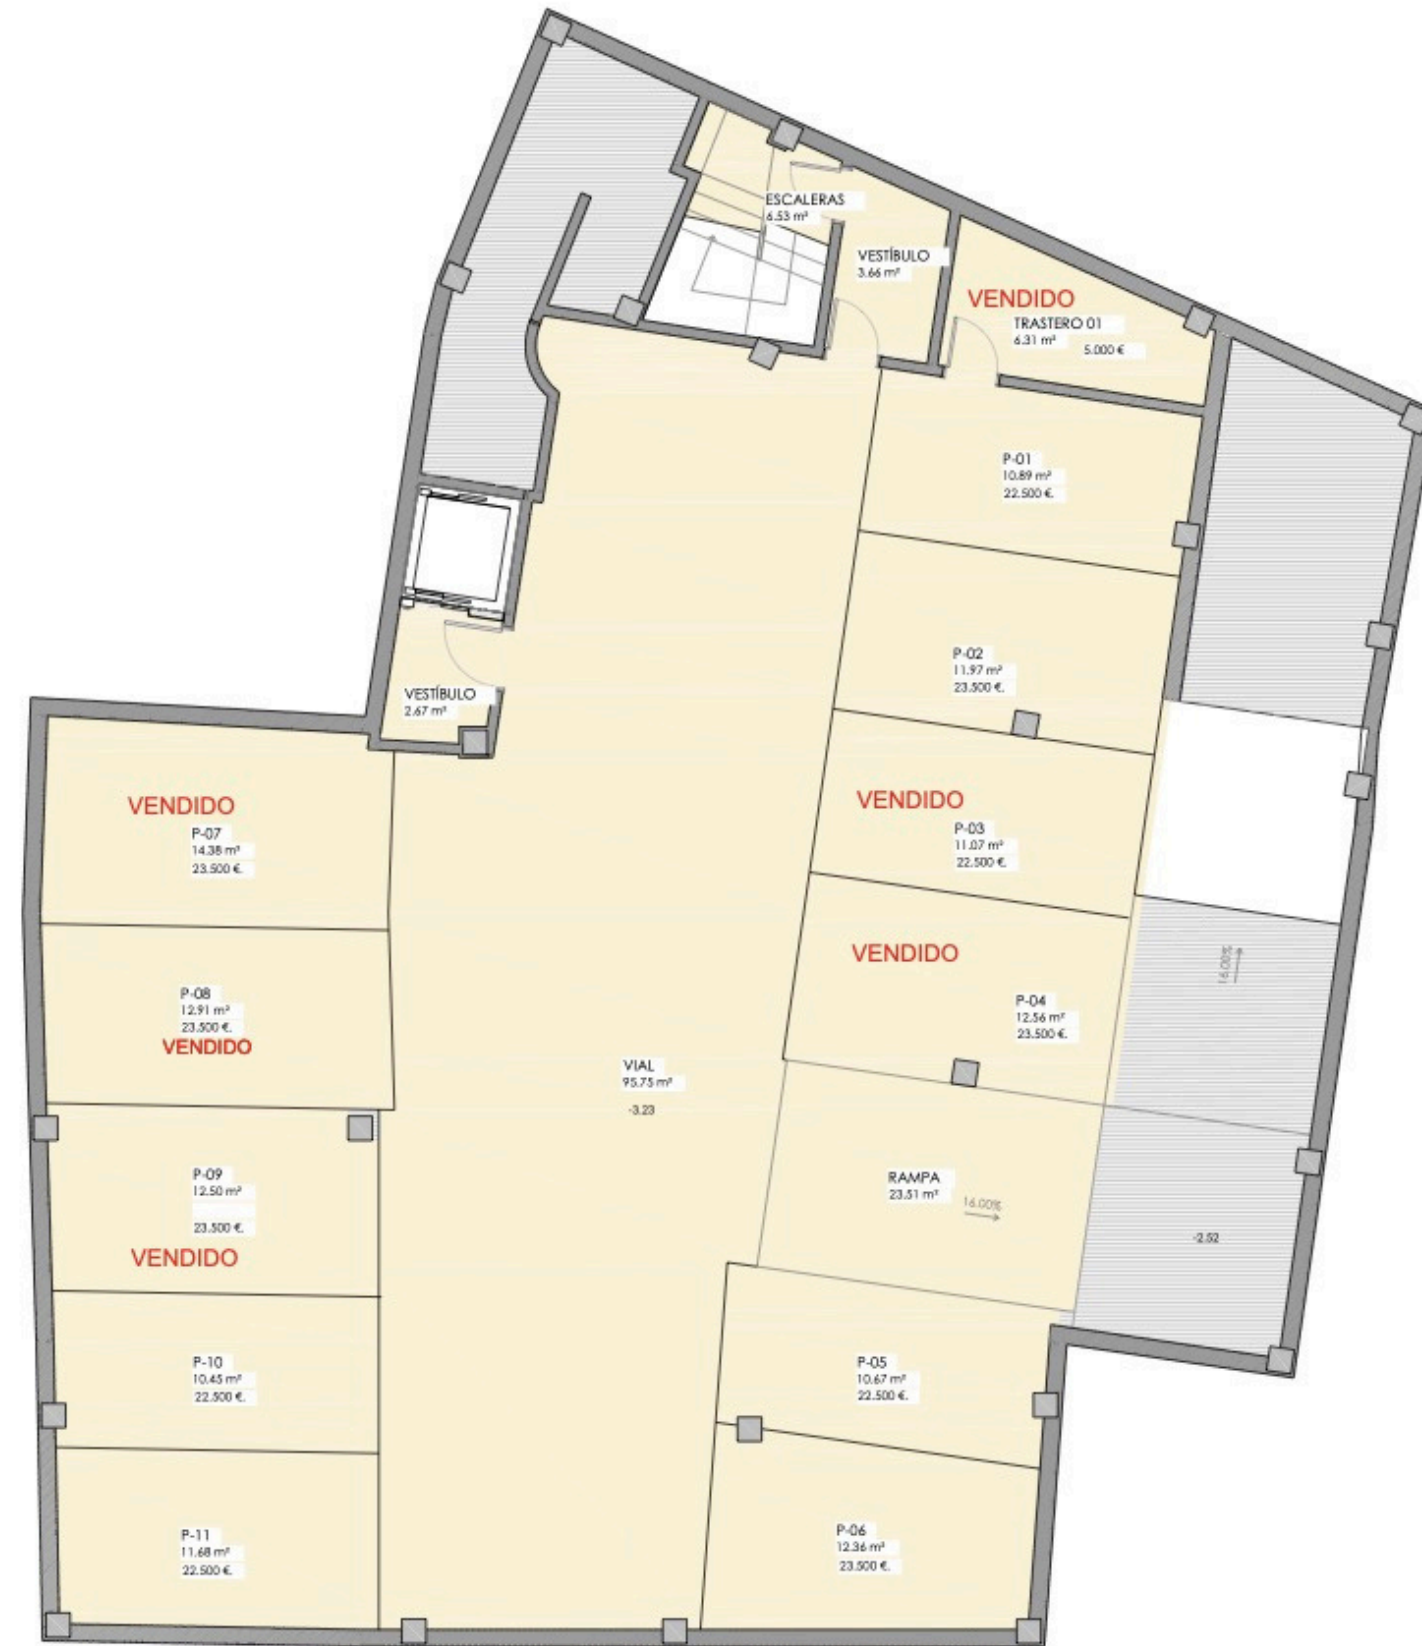 ESCALERAS
6.53 m²
VESTÍBULO
3.66 m²
VENDIDO
TRASTERO 01
6.31 m²
5.000 €
P-01
10.89 m²
22.500 €.
P-02
11.97 m²
23.500 €.
VESTÍBULO
2.67 m²
VENDIDO
P-07
14.38 m²
23.500 €.
VENDIDO
P-03
11.07 m²
22.500 €.
VENDIDO
P-04
12.56 m²
23.500 €.
16.00%
P-08
12.91 m²
23.500 €.
VENDIDO
VIAL
95.75 m²
-3.23
P-09
12.50 m²
23.500 €.
VENDIDO
RAMPA
23.51 m²
16.00%
-2.52
P-10
10.45 m²
22.500 €.
P-05
10.67 m²
22.500 €.
P-11
11.68 m²
22.500 €.
P-06
12.36 m²
23.500 €.